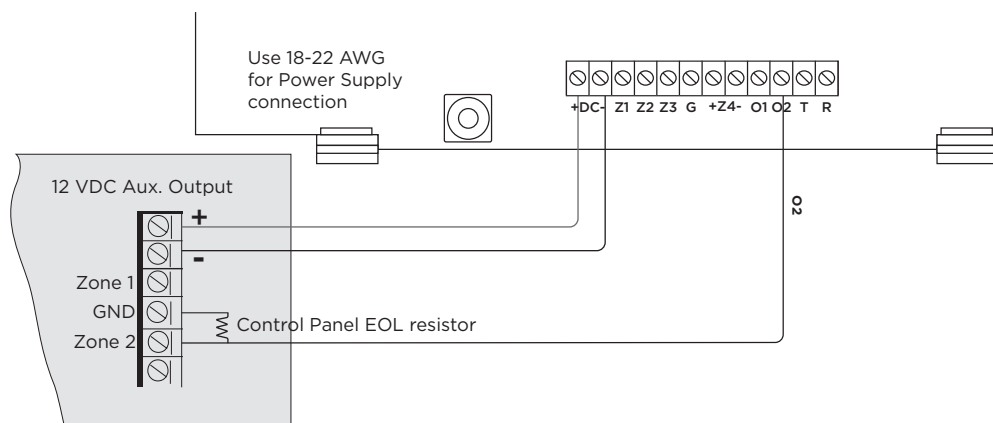 Use 18-22 AWG
for Power Supply
connection
+DC- Z1 Z2 Z3 G +Z4- O1 O2 T R
12 VDC Aux. Output
+
-
O2
Zone 1
GND
Control Panel EOL resistor
Zone 2